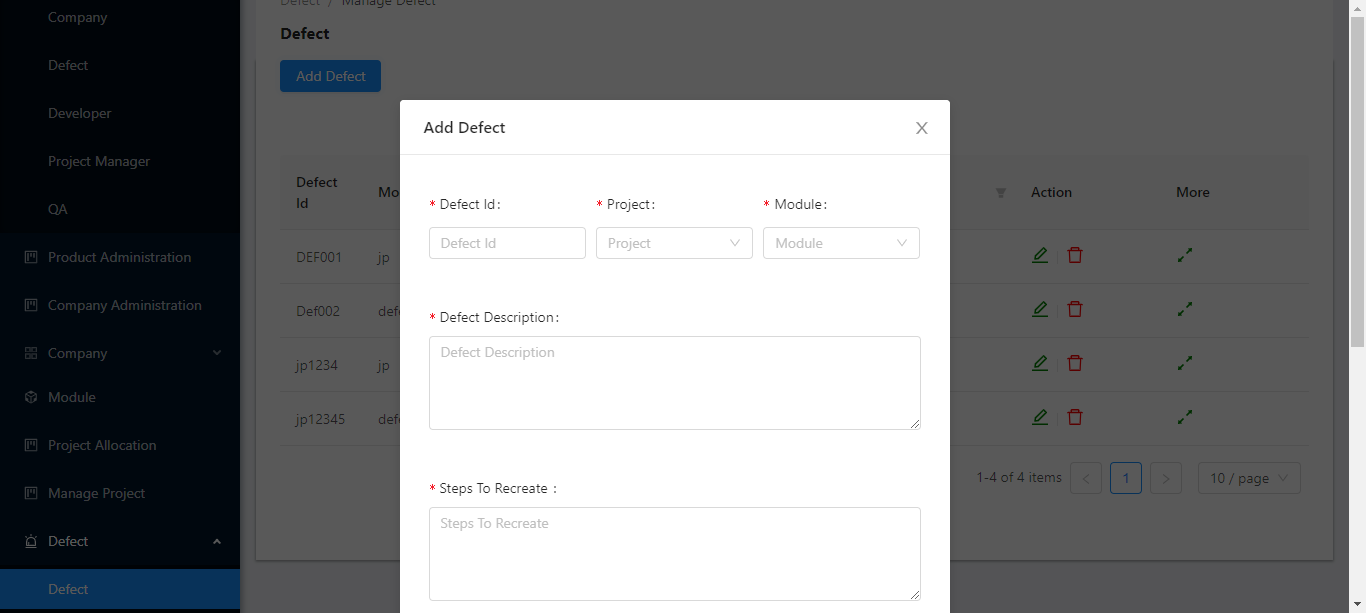 Company
Defect
Developer
Project Manager
QA
Product Administration
Company Administration
Company
Module
Project Allocation
Manage Project
Defect
Defect
Defect / Manage Defect
Defect
Add Defect
Defect Id Mo Action More
DEF001 jp
Def002 def
jp1234 jp
jp12345 def
1-4 of 4 items < 1 > 10 / page
Add Defect
* Defect Id: * Project: * Module:
Defect Id Project Module
* Defect Description:
Defect Description
* Steps To Recreate :
Steps To Recreate